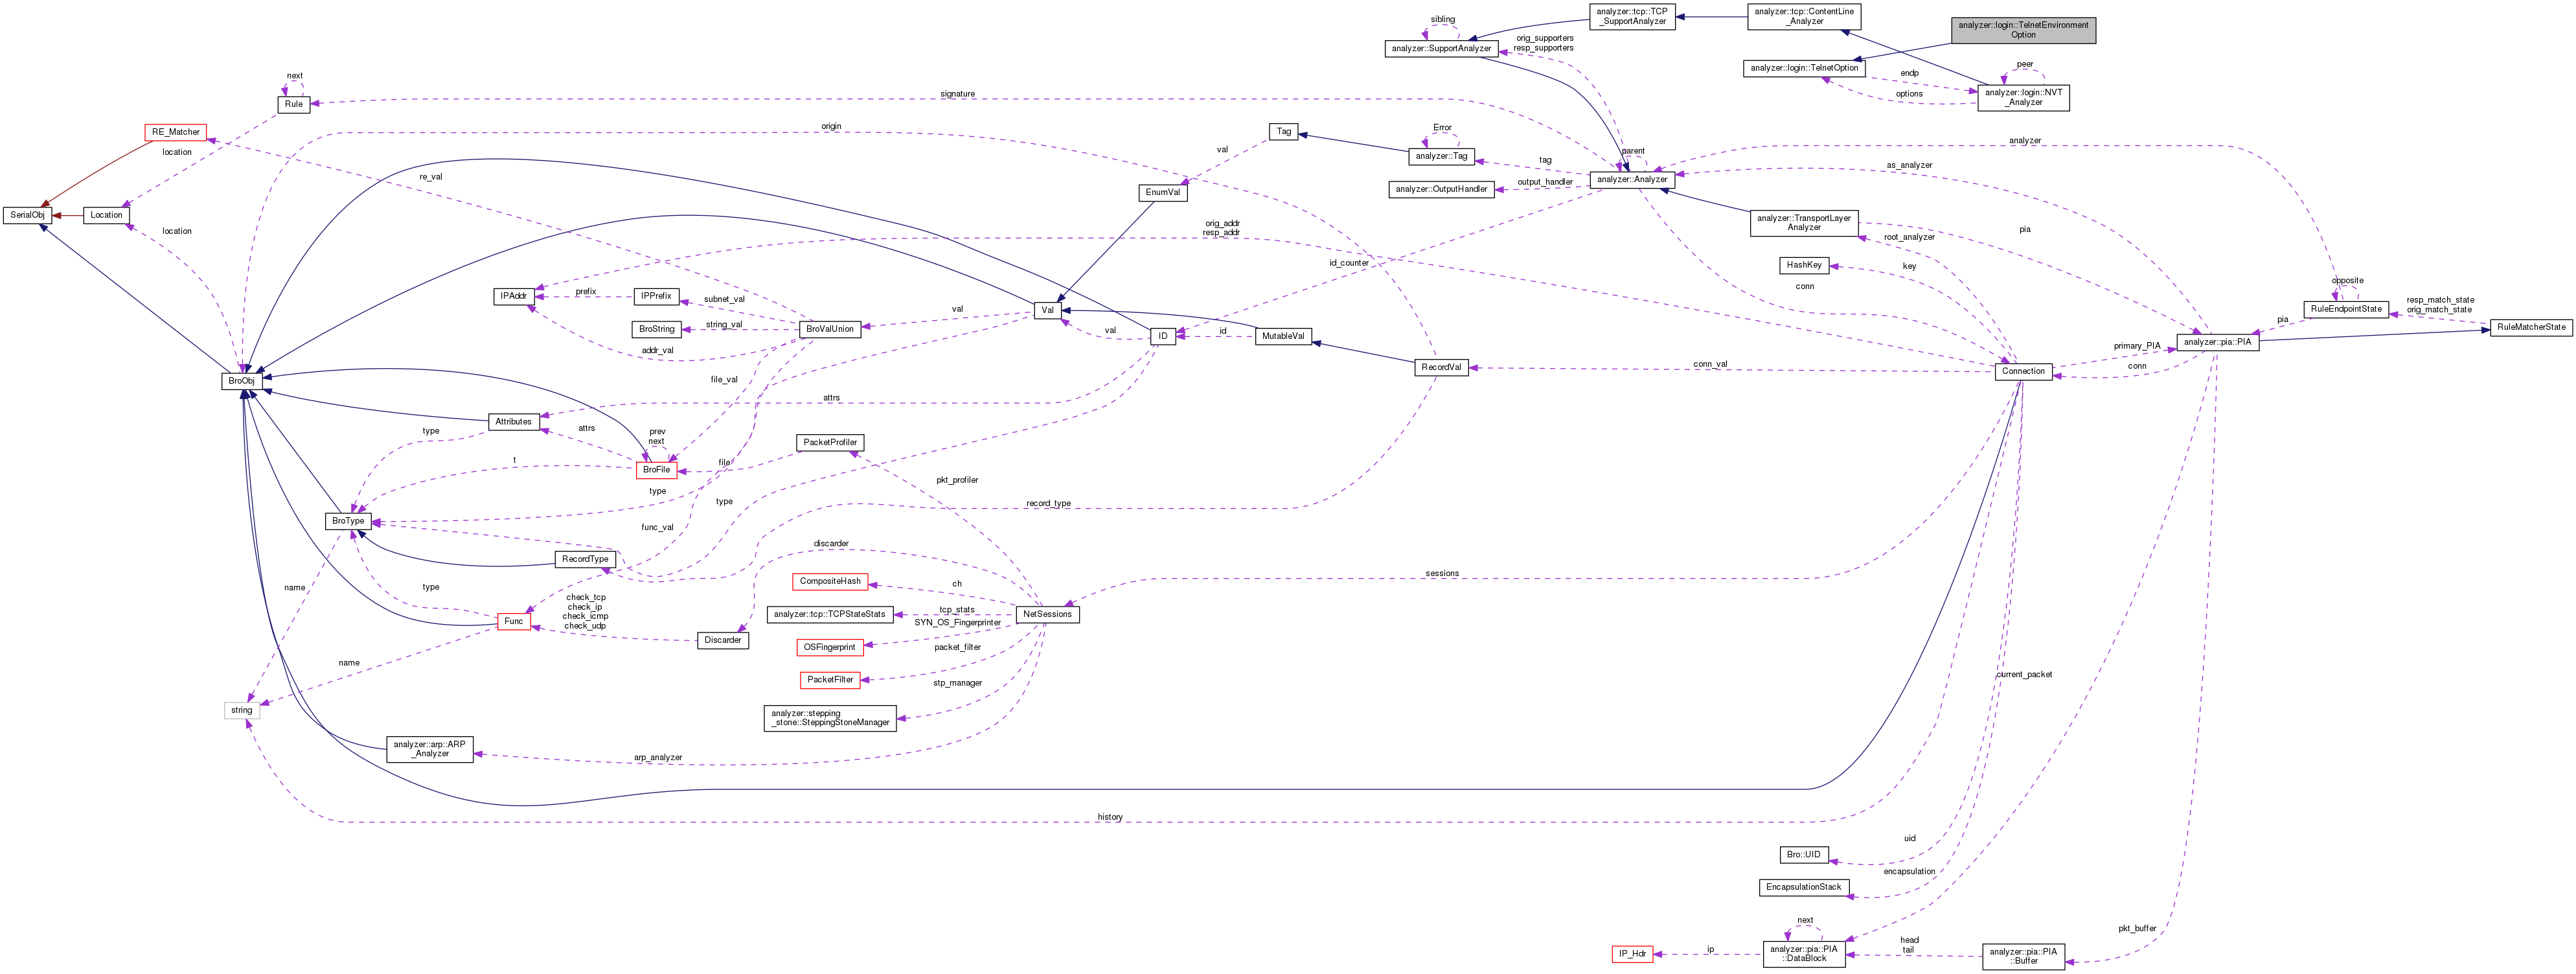 analyzer::tcp::TCP
_SupportAnalyzer
analyzer::tcp::ContentLine
_Analyzer
analyzer::login::TelnetEnvironment
Option
sibling
analyzer::SupportAnalyzer
orig_supporters
resp_supporters
analyzer::login::TelnetOption
endp
options
peer
analyzer::login::NVT
_Analyzer
next
Rule
signature
RE_Matcher
origin
location
Tag
Error
val
analyzer::Tag
tag
parent
analyzer
as_analyzer
re_val
EnumVal
analyzer::OutputHandler
output_handler
analyzer::Analyzer
SerialObj
Location
location
orig_addr
resp_addr
analyzer::TransportLayer
_Analyzer
root_analyzer
pia
id_counter
HashKey
key
conn
opposite
RuleEndpointState
resp_match_state
orig_match_state
RuleMatcherState
pia
IPAddr
prefix
IPPrefix
subnet_val
BroString
string_val
BroValUnion
addr_val
val
Val
val
ID
id
MutableVal
analyzer::pia::PIA
primary_PIA
conn
BroObj
file_val
RecordVal
conn_val
Connection
attrs
Attributes
type
attrs
prev
next
BroFile
t
file
PacketProfiler
pkt_profiler
type
type
record_type
BroType
func_val
RecordType
discarder
name
type
CompositeHash
ch
sessions
check_tcp
check_ip
check_icmp
check_udp
Func
analyzer::tcp::TCPStateStats
tcp_stats
NetSessions
SYN_OS_Fingerprinter
Discarder
OSFingerprint
packet_filter
name
PacketFilter
stp_manager
current_packet
string
analyzer::stepping
_stone::SteppingStoneManager
analyzer::arp::ARP
_Analyzer
arp_analyzer
history
uid
Bro::UID
encapsulation
EncapsulationStack
next
pkt_buffer
IP_Hdr
ip
analyzer::pia::PIA
::DataBlock
head
tail
analyzer::pia::PIA
::Buffer